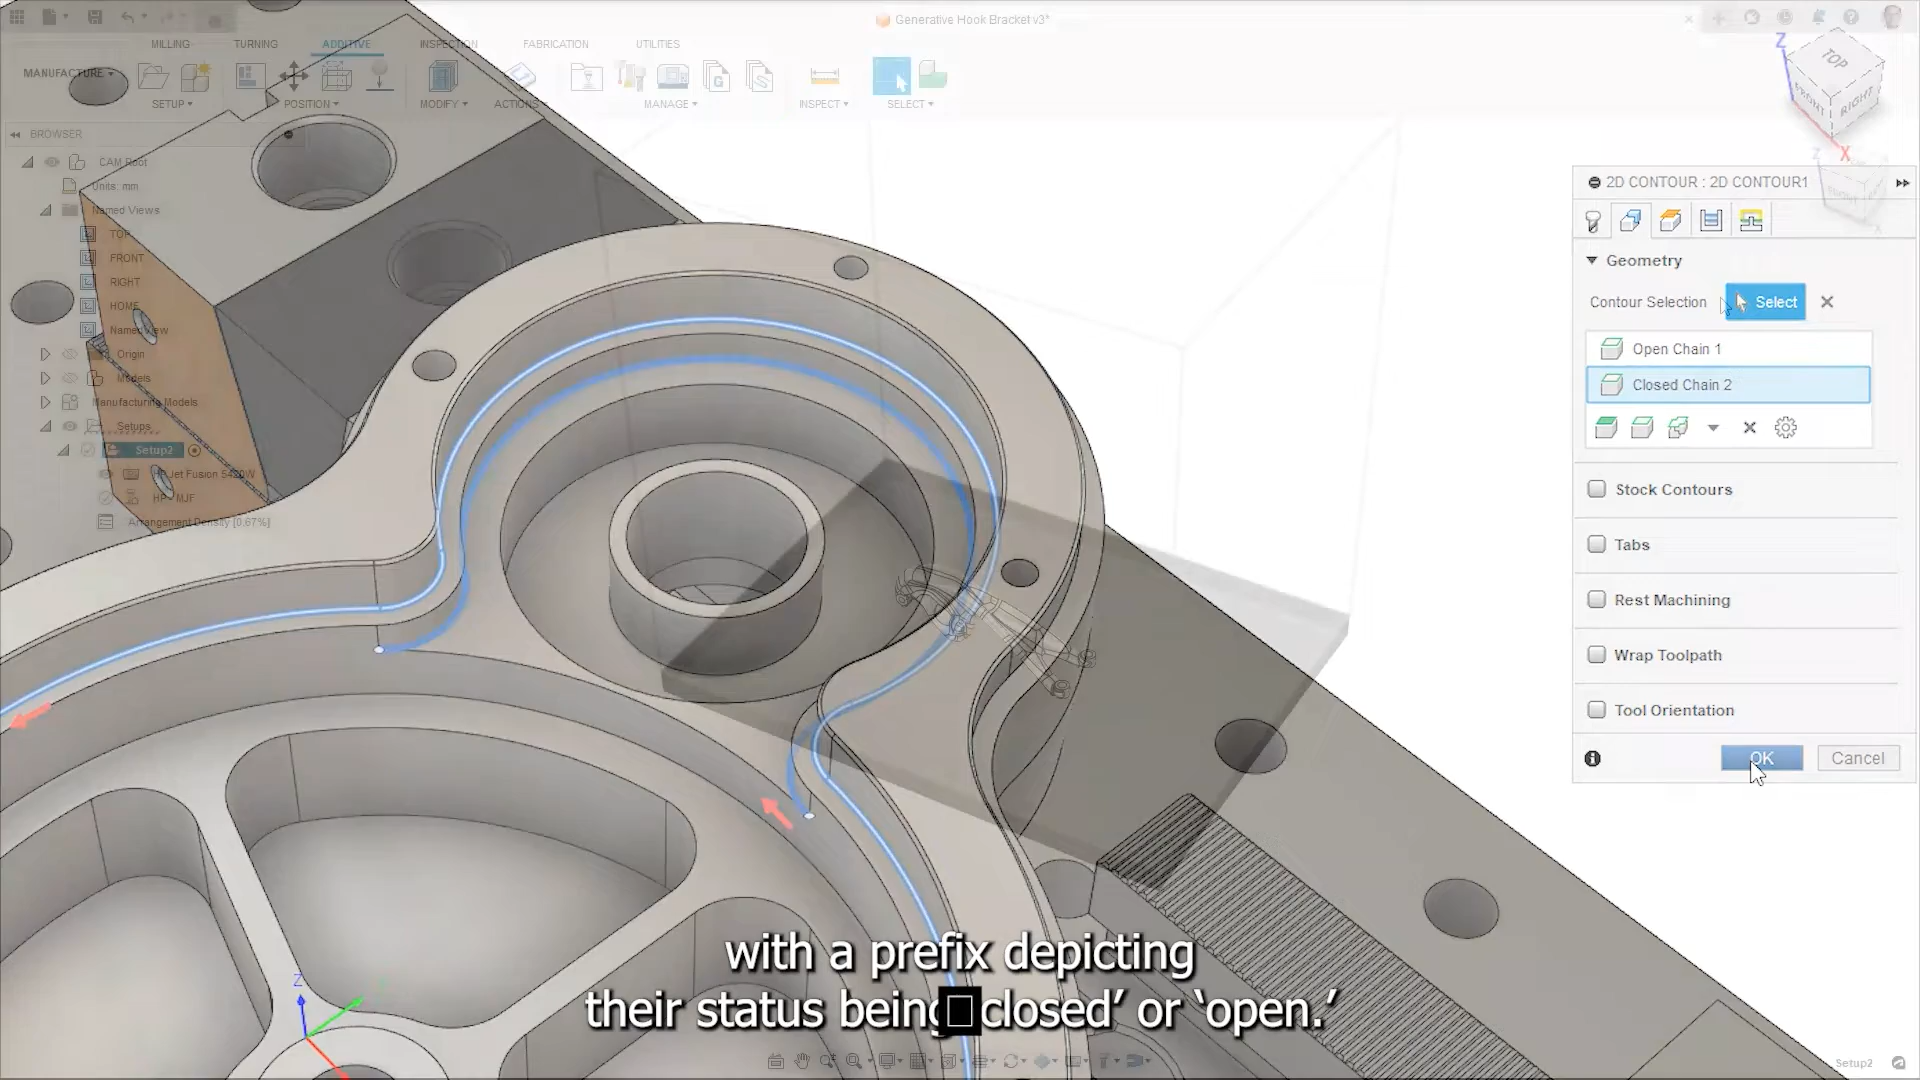 Generative Hook Bracket v3*
MILLING
TURNING
ADDITIVE
INSPECTION
FABRICATION
UTILITIES
MANUFACTURE
SETUP
POSITION
MODIFY
ACTIONS
MANAGE
INSPECT
SELECT
TOP
FRONT
RIGHT
Z
X
BROWSER
CAM Root
Units: mm
Named Views
TOP
FRONT
RIGHT
HOME
NamedView
Origin
Models
Manufacturing Models
Setups
Setup2
HP Jet Fusion 5420W
HP - MJF
Arrangement Density [0.67%]
2D CONTOUR : 2D CONTOUR1
Geometry
Contour Selection
Select
Open Chain 1
Closed Chain 2
Stock Contours
Tabs
Rest Machining
Wrap Toolpath
Tool Orientation
OK
Cancel
Z
with a prefix depicting
their status being closed’ or ‘open.’
Setup2